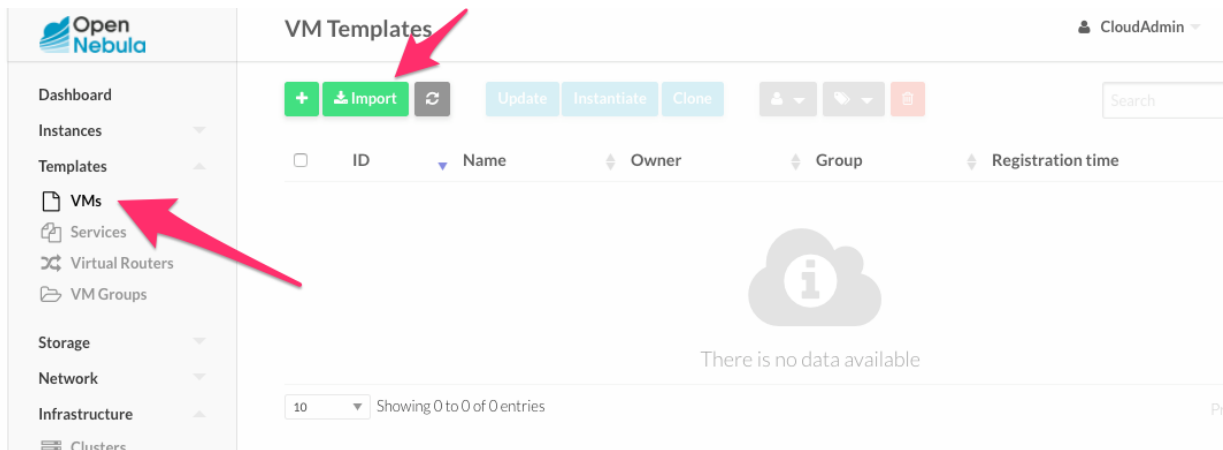 Open
Nebula
VM Templates
CloudAdmin
Dashboard
Instances
Templates
VMs
Services
Virtual Routers
VM Groups
Storage
Network
Infrastructure
Clusters
+ Import
Update Instantiate Clone
Search
ID Name Owner Group Registration time
There is no data available
10 Showing 0 to 0 of 0 entries